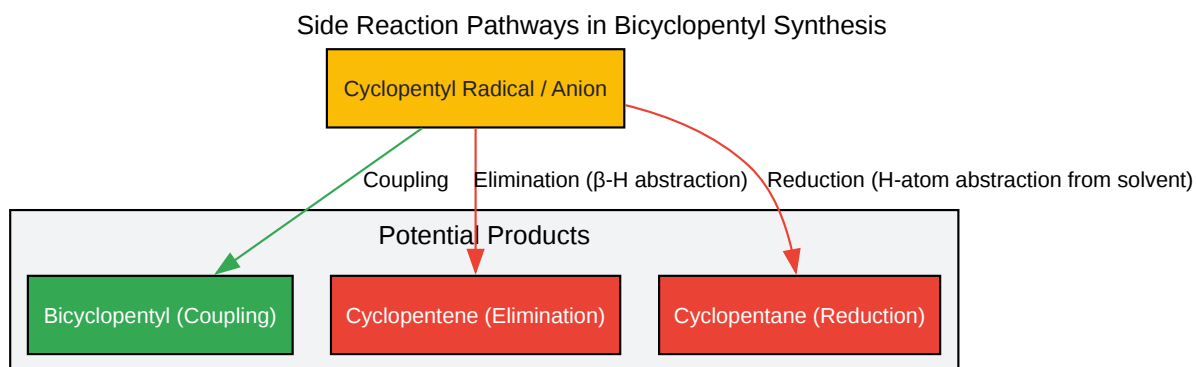 Side Reaction Pathways in Bicyclopentyl Synthesis
Cyclopentyl Radical / Anion
Coupling
Elimination (β-H abstraction)
Reduction (H-atom abstraction from solvent)
Potential Products
Bicyclopentyl (Coupling)
Cyclopentene (Elimination)
Cyclopentane (Reduction)